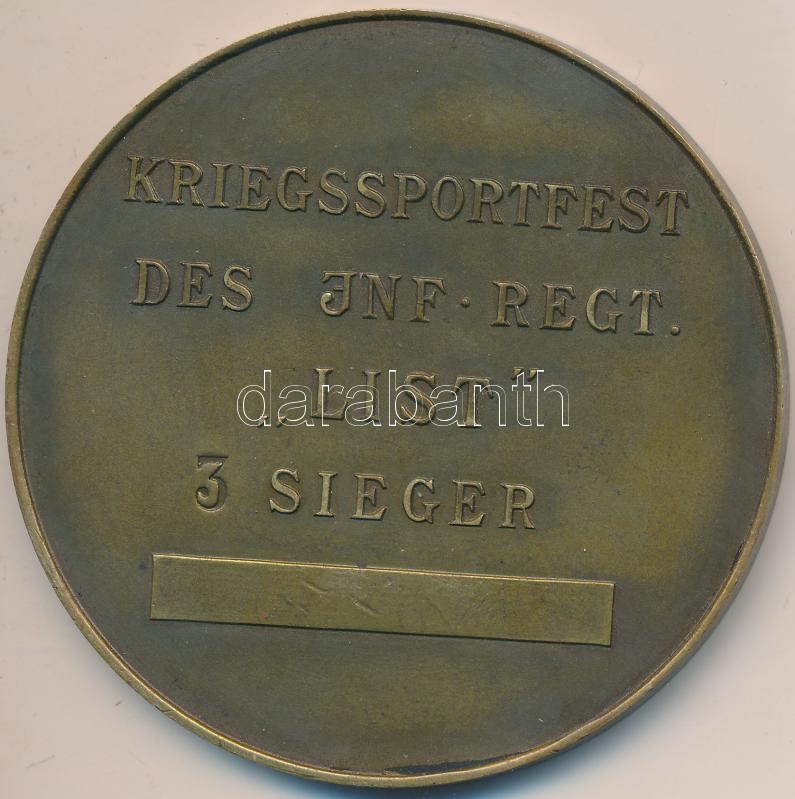 KRIEGSSPORTFEST
DES JNF·REGT.
„LIST"
3 SIEGER
darabanth